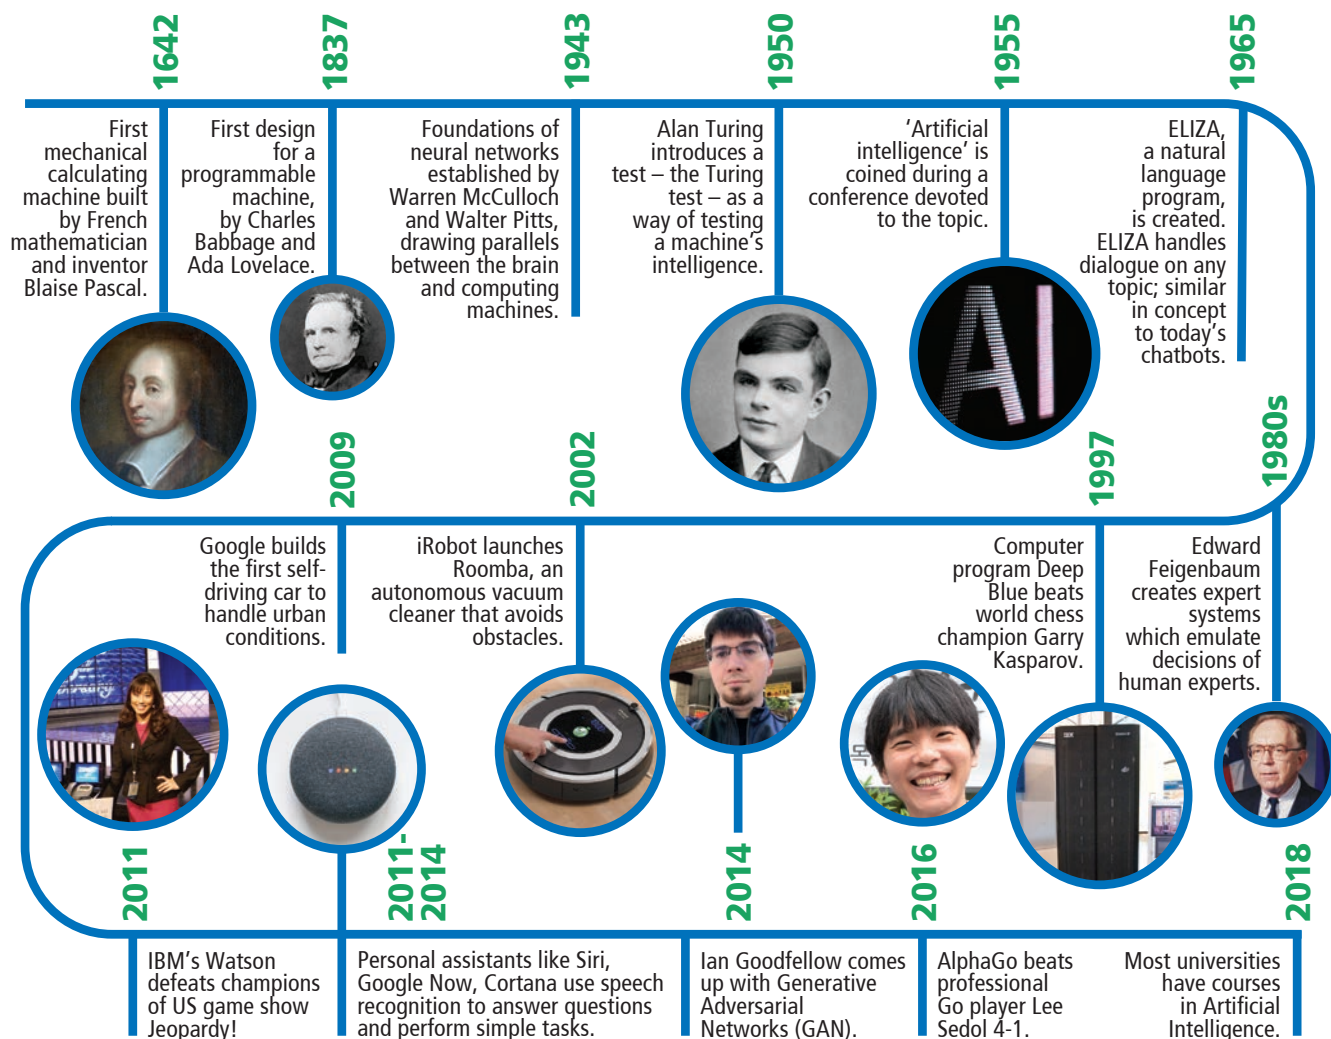 1642
1837
1943
1950
1955
1965
First
mechanical
calculating
machine built
by French
mathematician
and inventor
Blaise Pascal.
First design
for a
programmable
machine,
by Charles
Babbage and
Ada Lovelace.
Foundations of
neural networks
established by
Warren McCulloch
and Walter Pitts,
drawing parallels
between the brain
and computing
machines.
Alan Turing
introduces a
test – the Turing
test – as a
way of testing
a machine's
intelligence.
'Artificial
intelligence' is
coined during a
conference devoted
to the topic.
AI
ELIZA,
a natural
language
program,
is created.
ELIZA handles
dialogue on any
topic; similar
in concept
to today's
chatbots.
1980s
Edward
Feigenbaum
creates expert
systems
which emulate
decisions of
human experts.
1997
Computer
program Deep
Blue beats
world chess
champion Garry
Kasparov.
2002
iRobot launches
Roomba, an
autonomous vacuum
cleaner that avoids
obstacles.
2009
Google builds
the first self-
driving car to
handle urban
conditions.
2011
IBM's Watson
defeats champions
of US game show
Jeopardy!
2011-
2014
Personal assistants like Siri,
Google Now, Cortana use speech
recognition to answer questions
and perform simple tasks.
2014
Ian Goodfellow comes
up with Generative
Adversarial
Networks (GAN).
2016
AlphaGo beats
professional
Go player Lee
Sedol 4-1.
2018
Most universities
have courses
in Artificial
Intelligence.